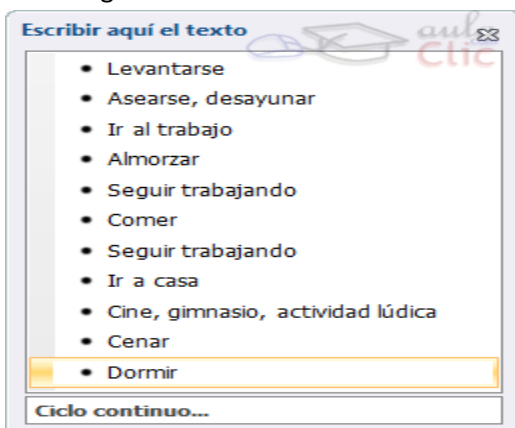 Escribir aquí el texto
aulaClic
Levantarse
Asearse, desayunar
Ir al trabajo
Almorzar
Seguir trabajando
Comer
Seguir trabajando
Ir a casa
Cine, gimnasio, actividad lúdica
Cenar
Dormir
Ciclo continuo...